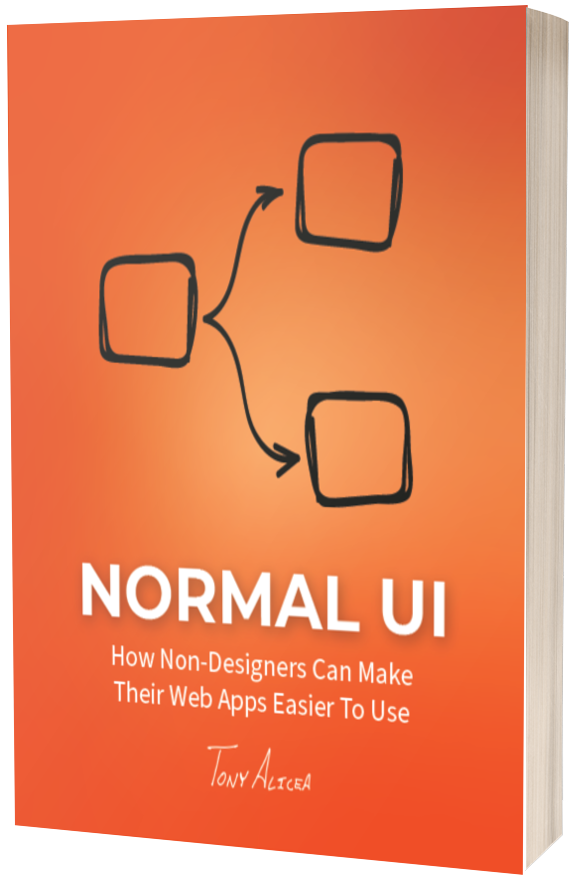 NORMAL UI
How Non-Designers Can Make
Their Web Apps Easier To Use
TONY ALICEA